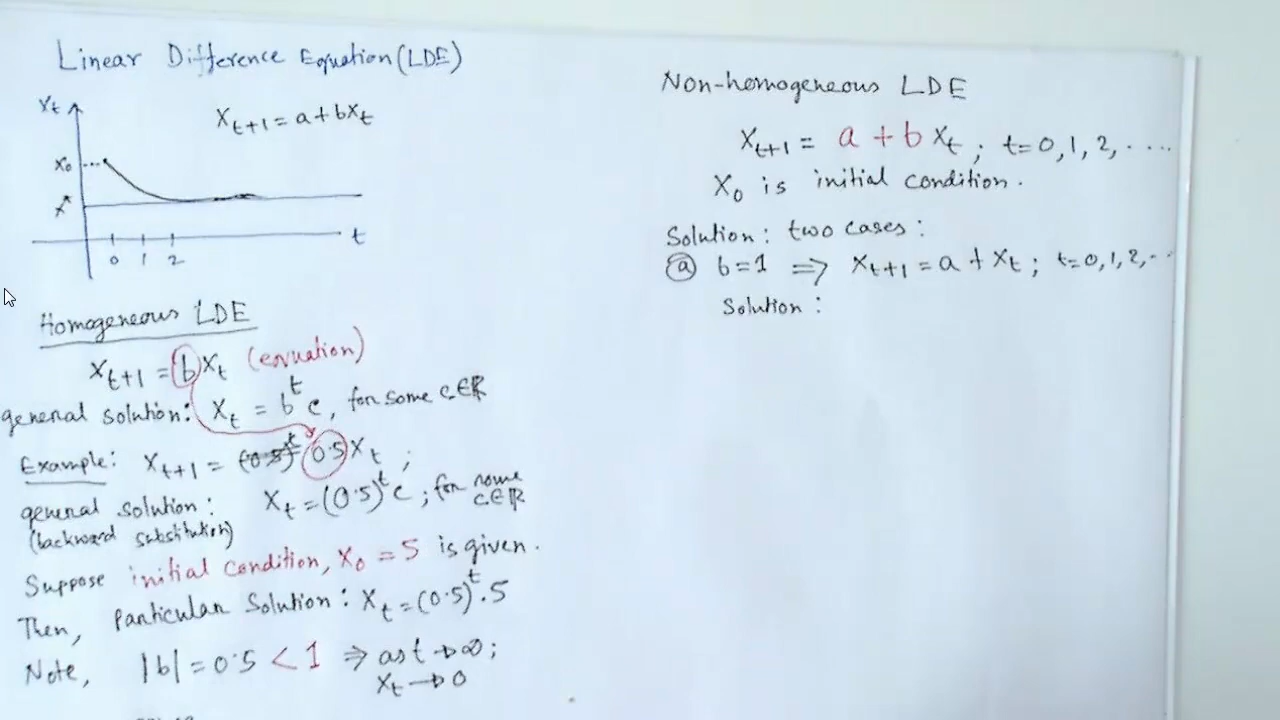 Linear Difference Equation (LDE)
Xt
Xt+1 = a + bXt
X0
X*
t
0 1 2
Homogeneous LDE
Xt+1 = bXt (equation)
general solution: Xt = b^t c, for some c∈ℝ
Example: Xt+1 = (0.5)^t 0.5Xt ;
general solution: Xt = (0.5)^t c ; for some c∈ℝ
(backward substitution)
Suppose initial condition, X0 = 5 is given.
Then, particular solution: Xt = (0.5)^t . 5
Note, |b| = 0.5 < 1 ⇒ as t → ∞;
Xt → 0
Non-homogeneous LDE
Xt+1 = a + b Xt ; t = 0, 1, 2, ....
X0 is initial condition.
Solution: two cases:
ⓐ b = 1 ⇒ Xt+1 = a + Xt ; t = 0, 1, 2, ..
Solution :